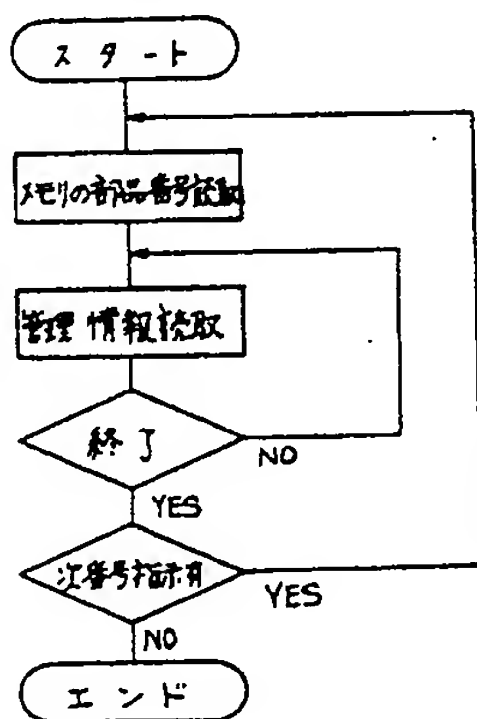 スタート
メモリの部品番号読取
管理情報読取
終了
NO
YES
次番号指示有
YES
NO
エンド